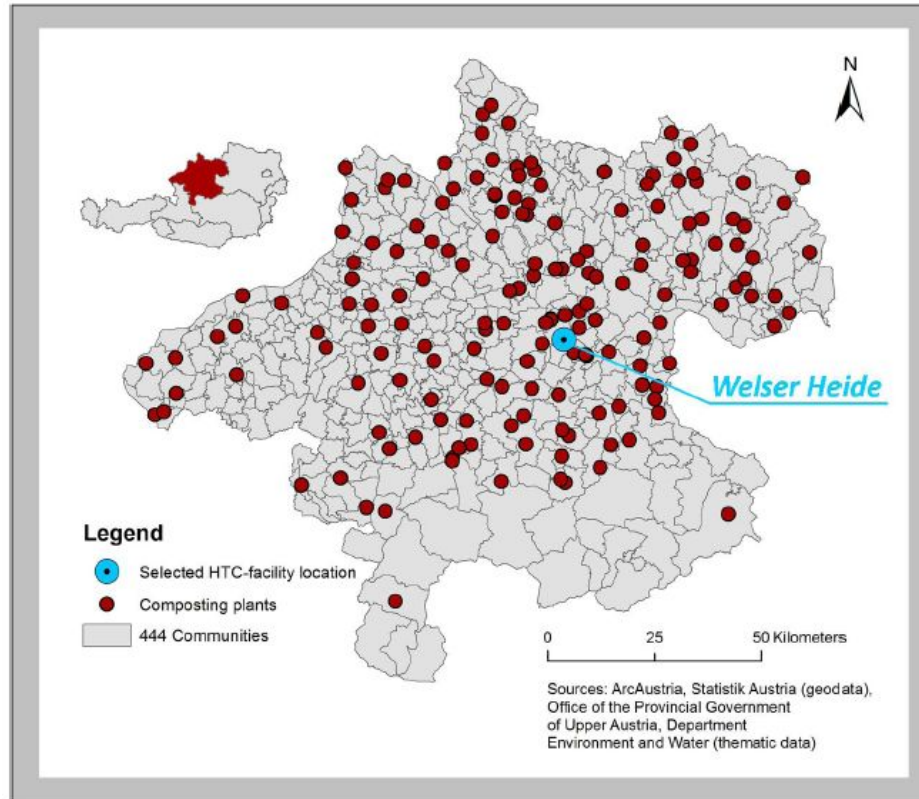 N
Welser Heide
Legend
Selected HTC-facility location
Composting plants
444 Communities
0 25 50 Kilometers
Sources: ArcAustria, Statistik Austria (geodata),
Office of the Provincial Government
of Upper Austria, Department
Environment and Water (thematic data)